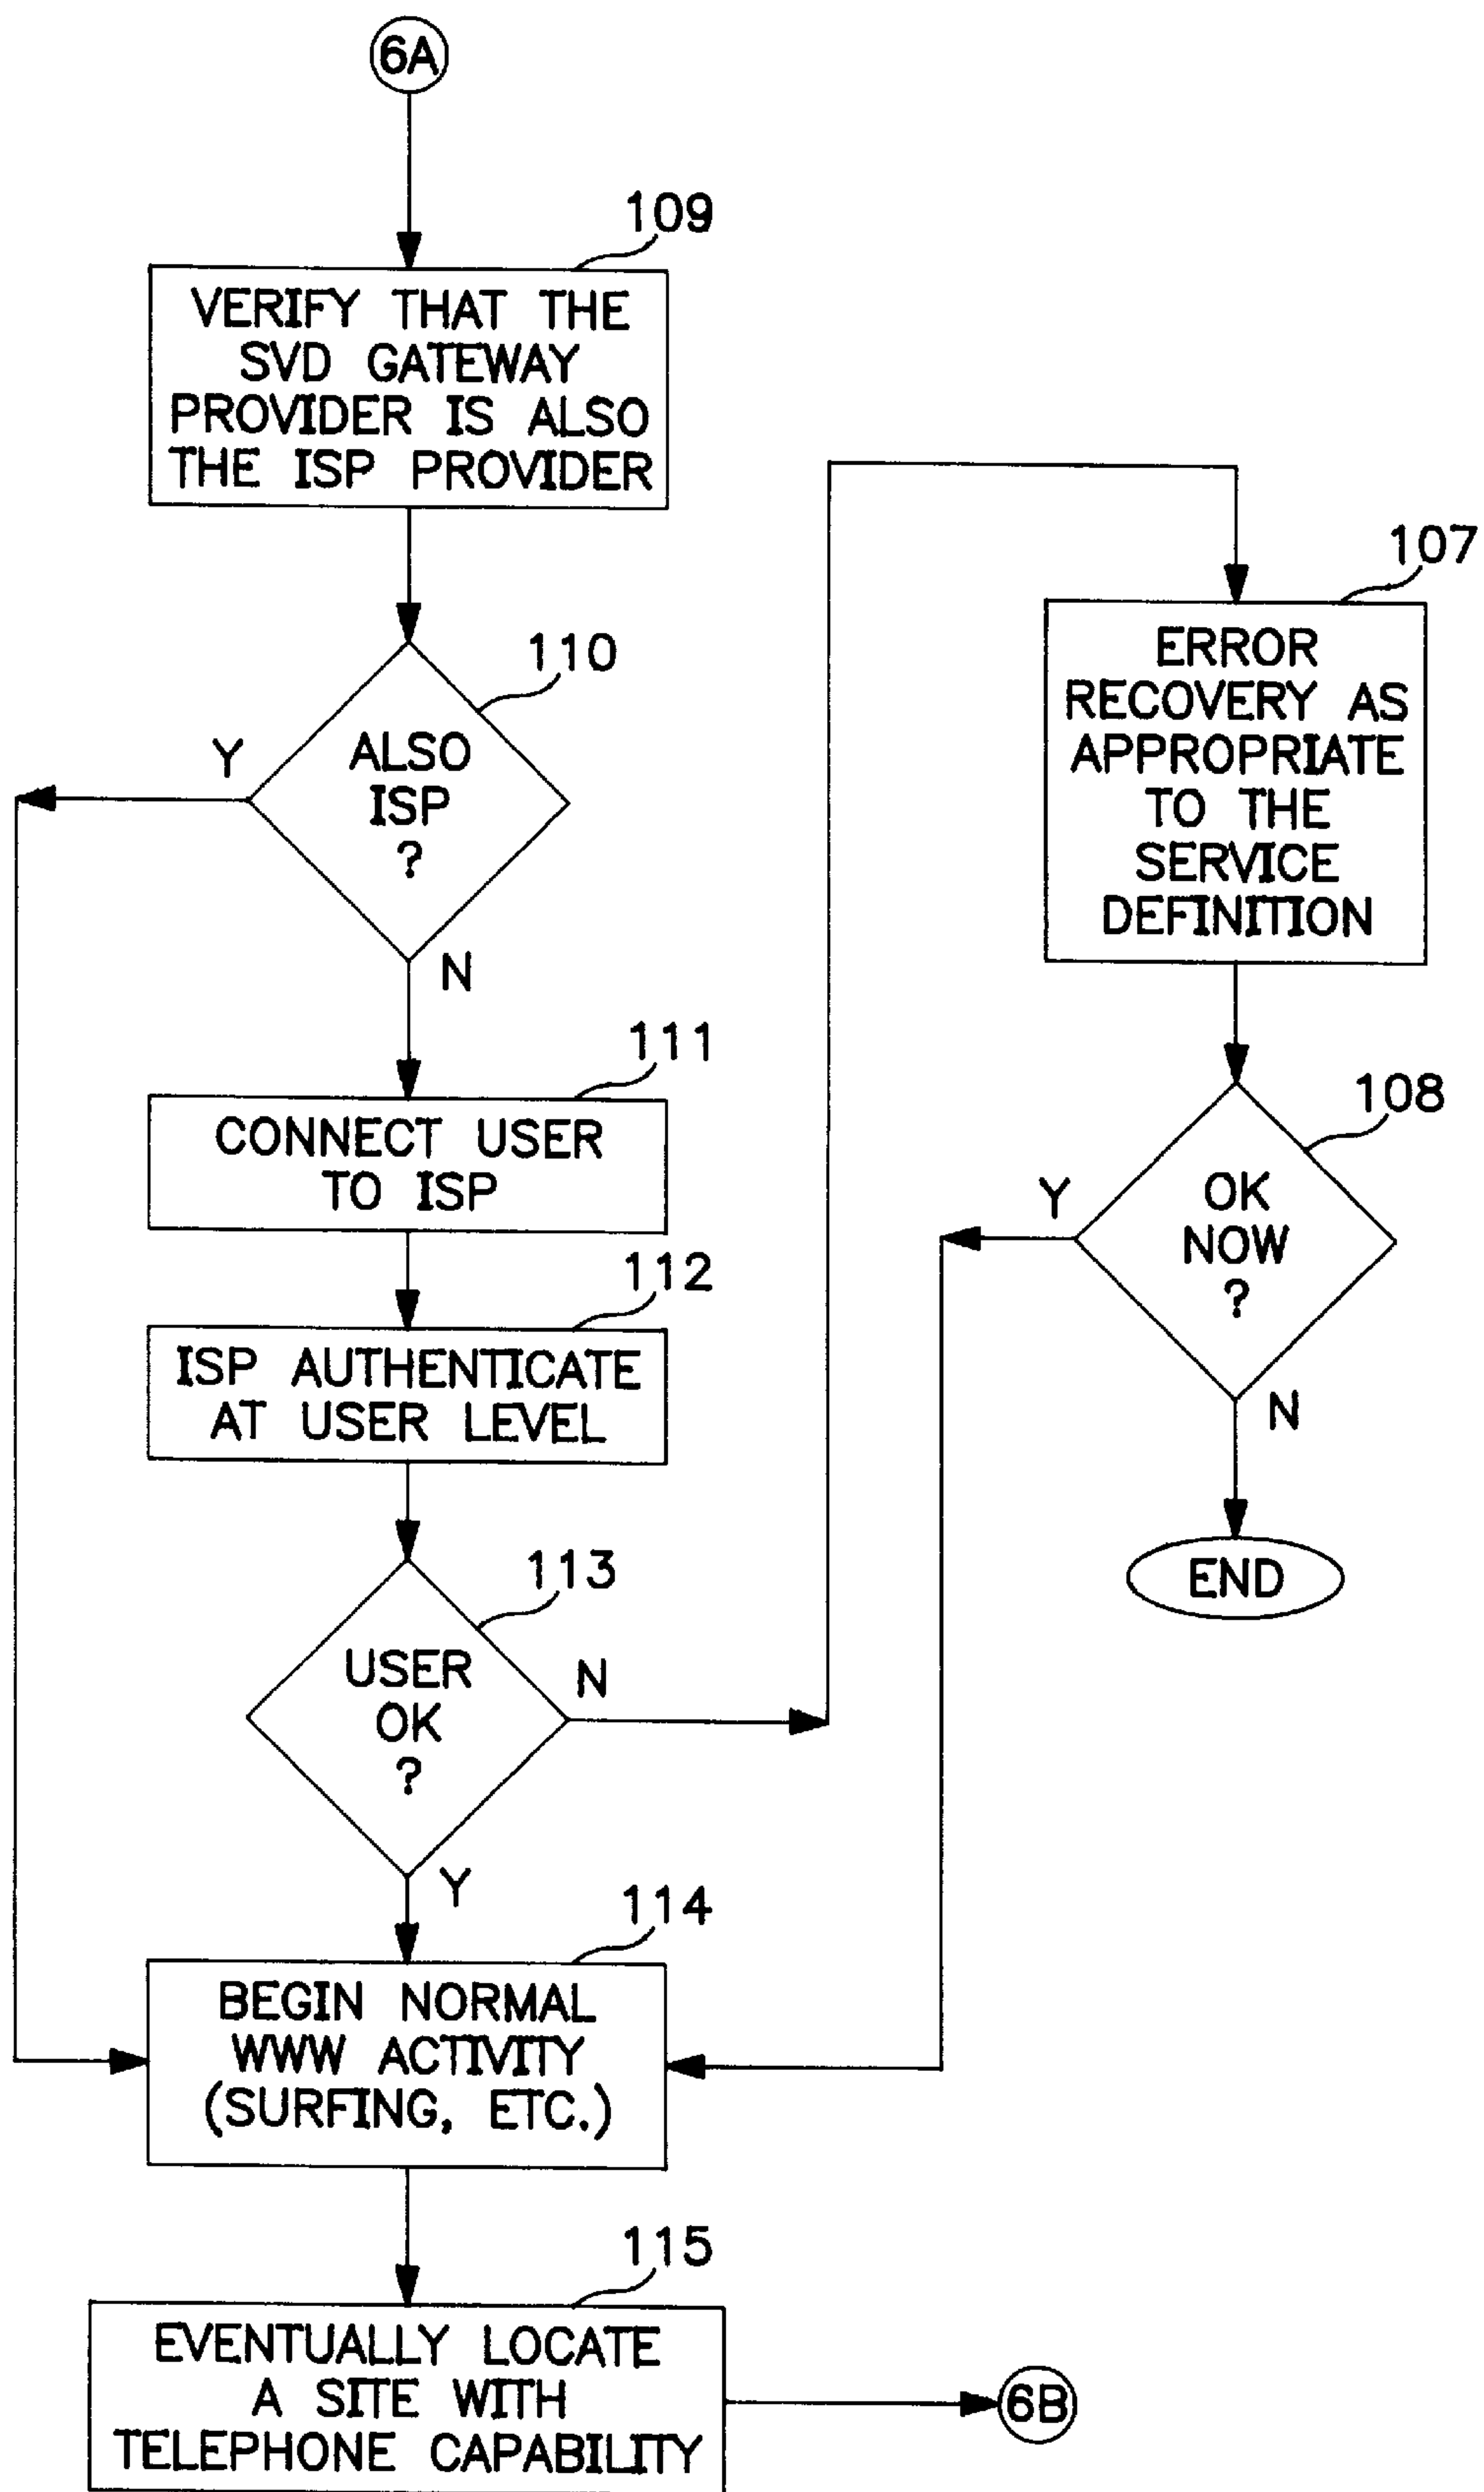 6A
109
VERIFY THAT THE
SVD GATEWAY
PROVIDER IS ALSO
THE ISP PROVIDER
110
ALSO
ISP
?
Y
N
111
CONNECT USER
TO ISP
112
ISP AUTHENTICATE
AT USER LEVEL
113
USER
OK
?
N
Y
107
ERROR
RECOVERY AS
APPROPRIATE
TO THE
SERVICE
DEFINITION
108
OK
NOW
?
Y
N
END
114
BEGIN NORMAL
WWW ACTIVITY
(SURFING, ETC.)
115
EVENTUALLY LOCATE
A SITE WITH
TELEPHONE CAPABILITY
6B